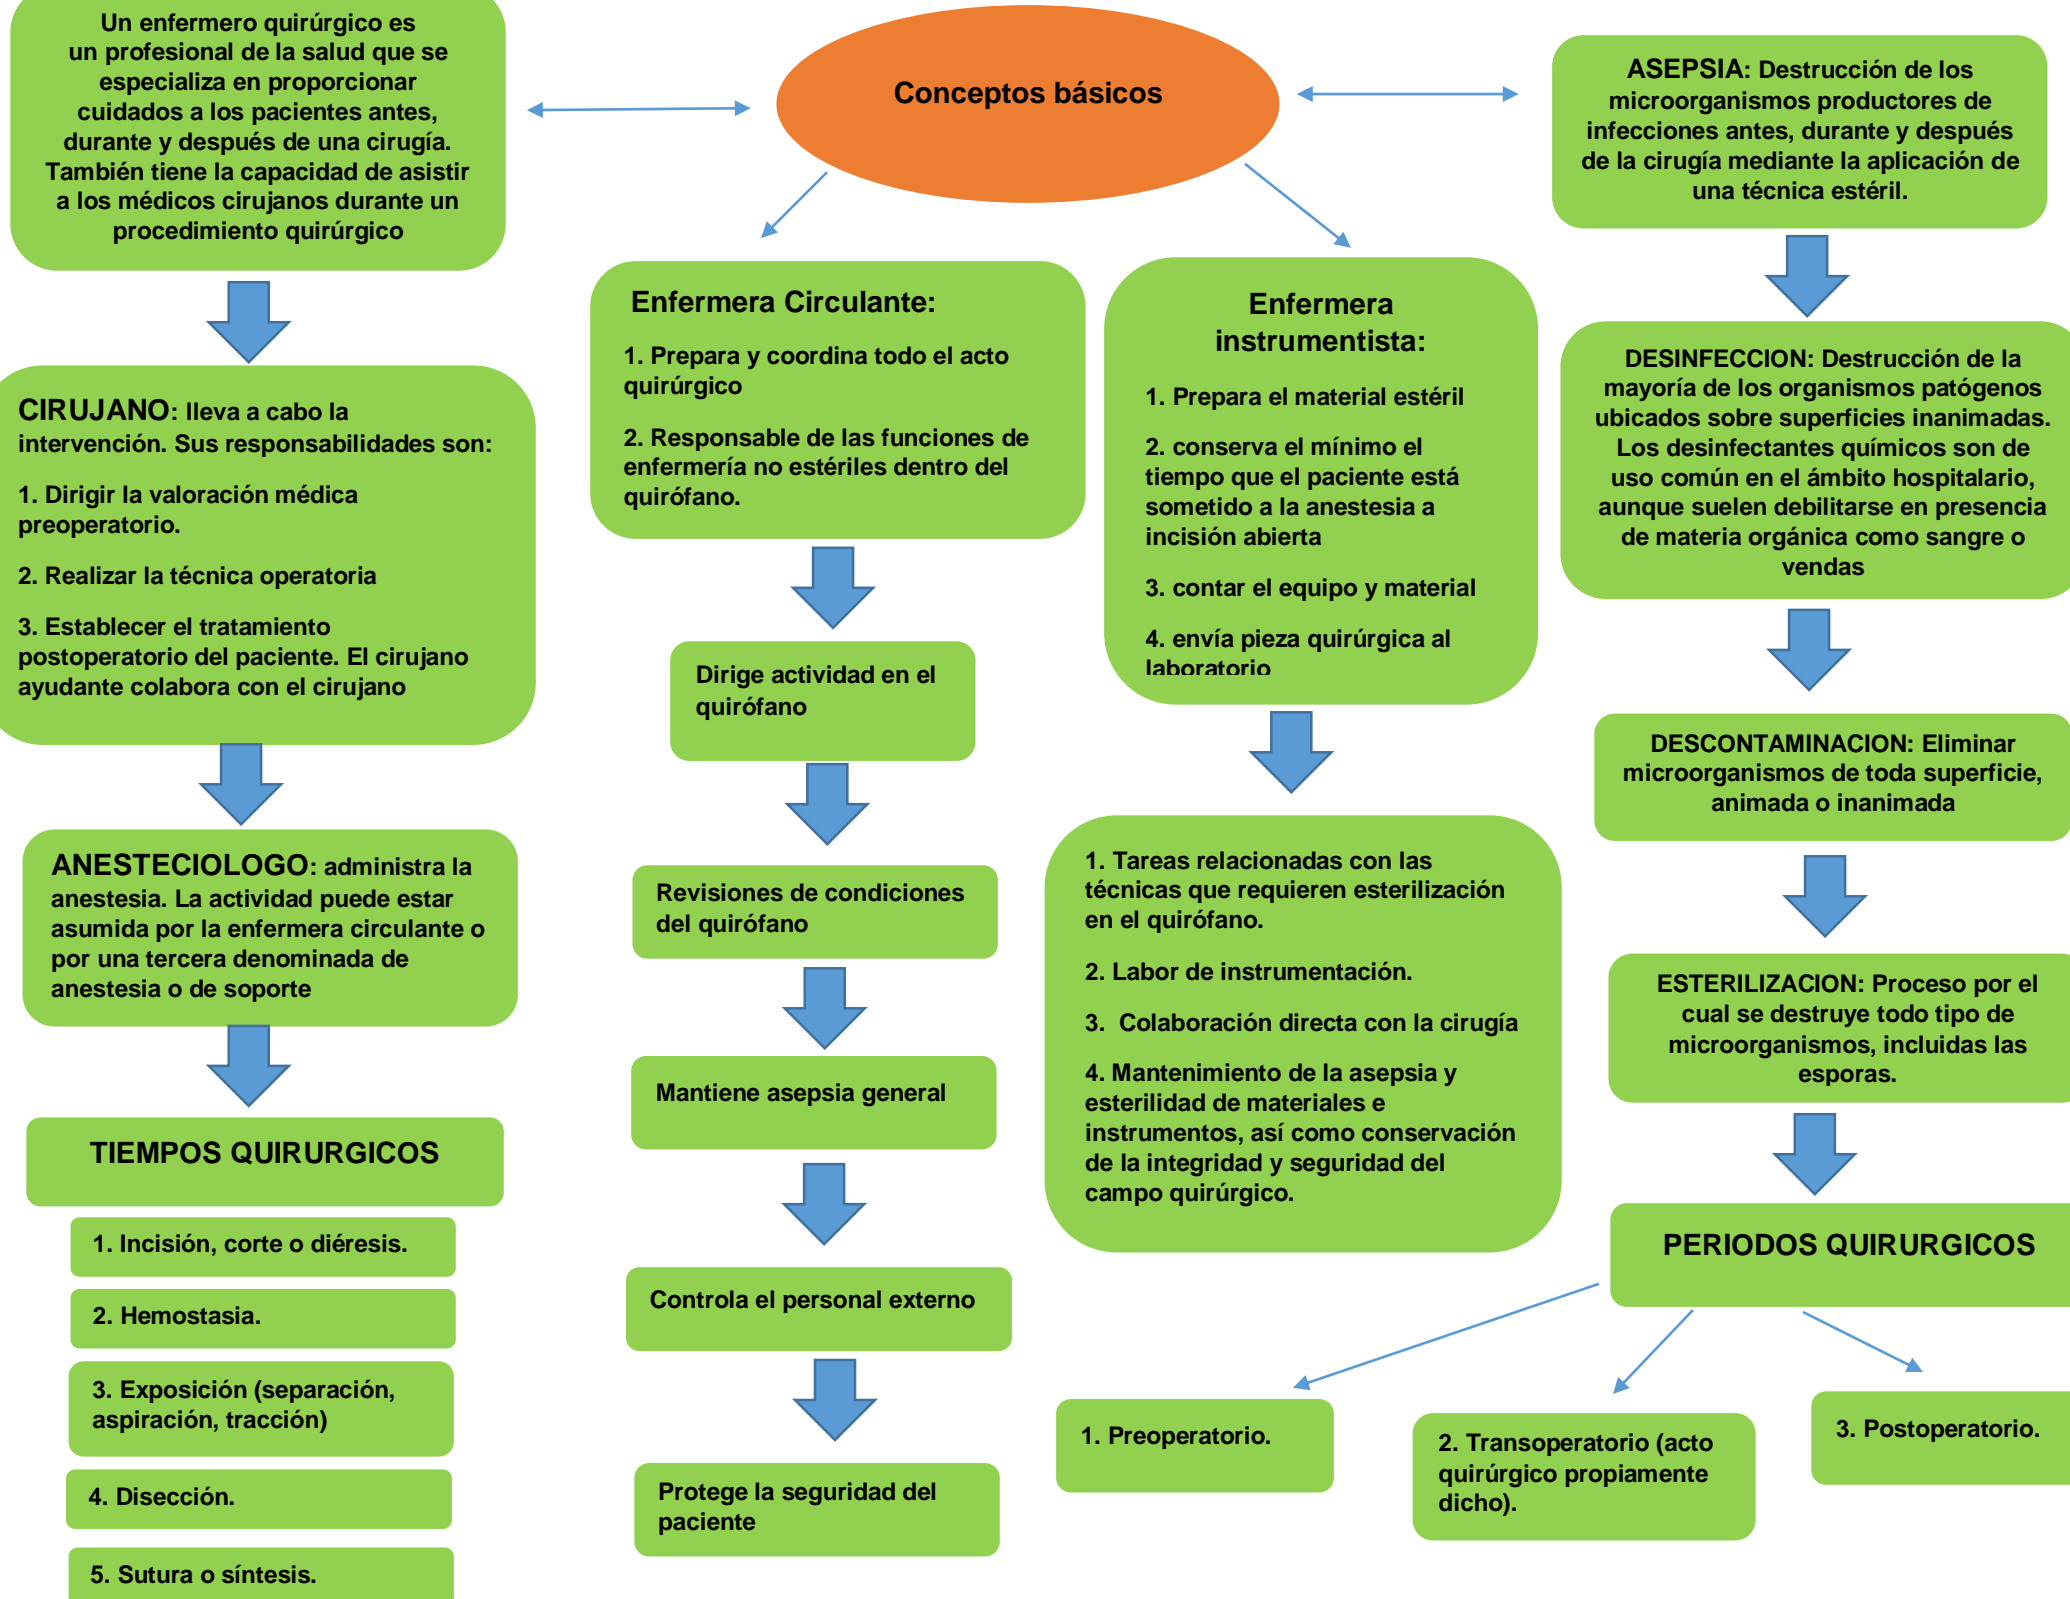 Conceptos básicos
Un enfermero quirúrgico es
un profesional de la salud que se
especializa en proporcionar
cuidados a los pacientes antes,
durante y después de una cirugía.
También tiene la capacidad de asistir
a los médicos cirujanos durante un
procedimiento quirúrgico
CIRUJANO: lleva a cabo la
intervención. Sus responsabilidades son:
1. Dirigir la valoración médica
preoperatorio.
2. Realizar la técnica operatoria
3. Establecer el tratamiento
postoperatorio del paciente. El cirujano
ayudante colabora con el cirujano
ANESTECIOLOGO: administra la
anestesia. La actividad puede estar
asumida por la enfermera circulante o
por una tercera denominada de
anestesia o de soporte
TIEMPOS QUIRURGICOS
1. Incisión, corte o diéresis.
2. Hemostasia.
3. Exposición (separación,
aspiración, tracción)
4. Disección.
5. Sutura o síntesis.
Enfermera Circulante:
1. Prepara y coordina todo el acto
quirúrgico
2. Responsable de las funciones de
enfermería no estériles dentro del
quirófano.
Dirige actividad en el
quirófano
Revisiones de condiciones
del quirófano
Mantiene asepsia general
Controla el personal externo
Protege la seguridad del
paciente
Enfermera
instrumentista:
1. Prepara el material estéril
2. conserva el mínimo el
tiempo que el paciente está
sometido a la anestesia a
incisión abierta
3. contar el equipo y material
4. envía pieza quirúrgica al
laboratorio
1. Tareas relacionadas con las
técnicas que requieren esterilización
en el quirófano.
2. Labor de instrumentación.
3. Colaboración directa con la cirugía
4. Mantenimiento de la asepsia y
esterilidad de materiales e
instrumentos, así como conservación
de la integridad y seguridad del
campo quirúrgico.
ASEPSIA: Destrucción de los
microorganismos productores de
infecciones antes, durante y después
de la cirugía mediante la aplicación de
una técnica estéril.
DESINFECCION: Destrucción de la
mayoría de los organismos patógenos
ubicados sobre superficies inanimadas.
Los desinfectantes químicos son de
uso común en el ámbito hospitalario,
aunque suelen debilitarse en presencia
de materia orgánica como sangre o
vendas
DESCONTAMINACION: Eliminar
microorganismos de toda superficie,
animada o inanimada
ESTERILIZACION: Proceso por el
cual se destruye todo tipo de
microorganismos, incluidas las
esporas.
PERIODOS QUIRURGICOS
1. Preoperatorio.
2. Transoperatorio (acto
quirúrgico propiamente
dicho).
3. Postoperatorio.